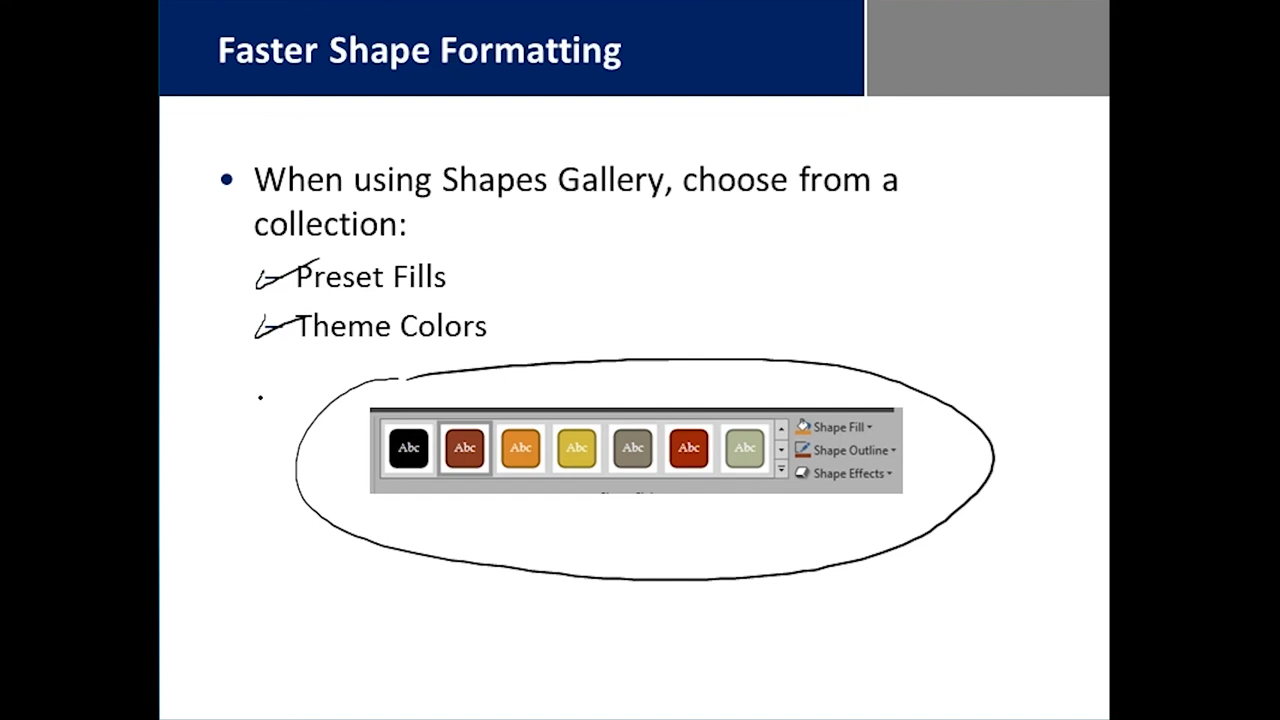 Faster Shape Formatting
• When using Shapes Gallery, choose from a
collection:
– Preset Fills
– Theme Colors
Abc Abc Abc Abc Abc Abc Abc
Shape Fill
Shape Outline
Shape Effects